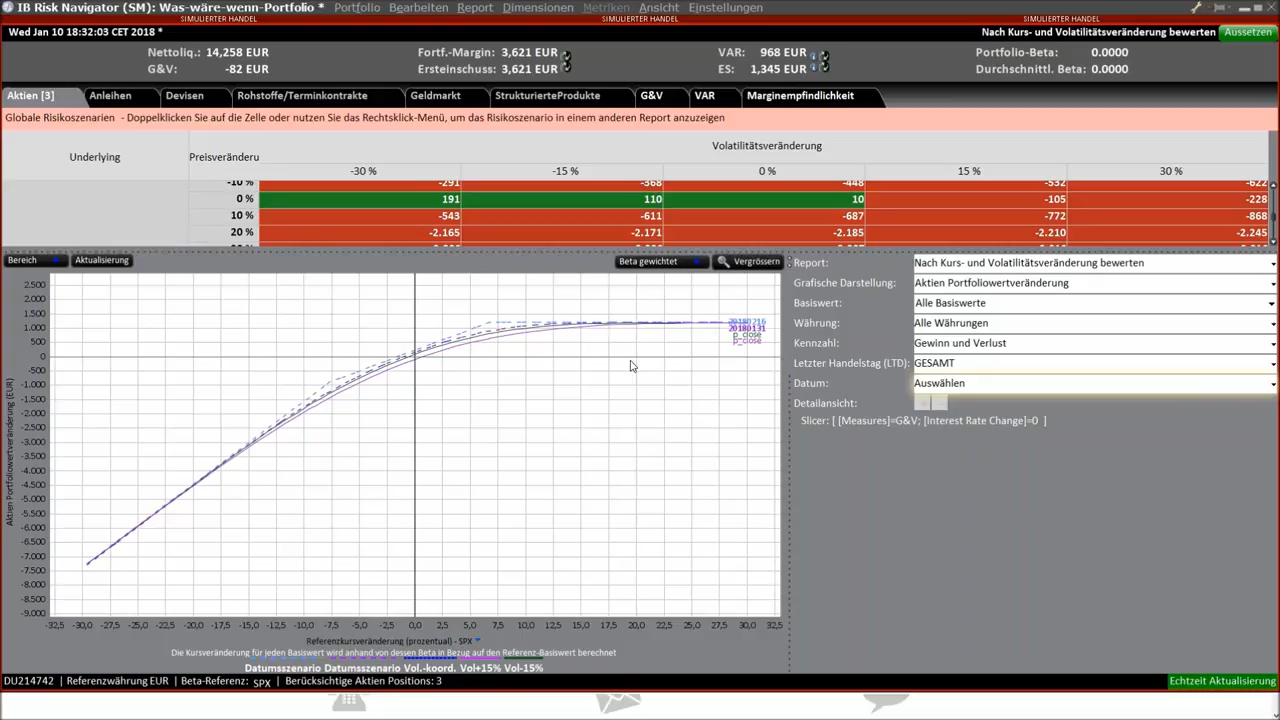 IB Risk Navigator (SM): Was-wäre-wenn-Portfolio * Portfolio Bearbeiten Report Dimensionen Metriken Ansicht Einstellungen
SIMULIERTER HANDEL SIMULIERTER HANDEL SIMULIERTER HANDEL
Wed Jan 10 18:32:03 CET 2018 * Nach Kurs- und Volatilitätsveränderung bewerten Aussetzen
Nettoliq.: 14,258 EUR Fortf.-Margin: 3,621 EUR VAR: 968 EUR Portfolio-Beta: 0.0000
G&V: -82 EUR Ersteinschuss: 3,621 EUR ES: 1,345 EUR Durchschnittl. Beta: 0.0000
Aktien [3] Anleihen Devisen Rohstoffe/Terminkontrakte Geldmarkt StrukturierteProdukte G&V VAR Marginempfindlichkeit
Globale Risikoszenarien - Doppelklicken Sie auf die Zelle oder nutzen Sie das Rechtsklick-Menü, um das Risikoszenario in einem anderen Report anzuzeigen
Underlying Preisveränderu Volatilitätsveränderung
-30 % -15 % 0 % 15 % 30 %
-10 % -291 -368 -448 -532 -622
0 % 191 110 10 -105 -228
10 % -543 -611 -687 -772 -868
20 % -2.165 -2.171 -2.185 -2.210 -2.245
Bereich Aktualisierung Beta gewichtet Vergrössern
2.500
2.000
1.500
1.000
500
0
-500
-1.000
-1.500
-2.000
-2.500
-3.000
-3.500
-4.000
-4.500
-5.000
-5.500
-6.000
-6.500
-7.000
-7.500
-8.000
-8.500
-9.000
Aktien Portfoliowertveränderung (EUR)
20180216
20180131
p_close
p_close
-32,5 -30,0 -27,5 -25,0 -22,5 -20,0 -17,5 -15,0 -12,5 -10,0 -7,5 -5,0 -2,5 0,0 2,5 5,0 7,5 10,0 12,5 15,0 17,5 20,0 22,5 25,0 27,5 30,0 32,5
Referenzkursveränderung (prozentual) - SPX
Die Kursveränderung für jeden Basiswert wird anhand von dessen Beta in Bezug auf den Referenz-Basiswert berechnet
Datumsszenario Datumsszenario Vol.-koord. Vol+15% Vol-15%
Report: Nach Kurs- und Volatilitätsveränderung bewerten
Grafische Darstellung: Aktien Portfoliowertveränderung
Basiswert: Alle Basiswerte
Währung: Alle Währungen
Kennzahl: Gewinn und Verlust
Letzter Handelstag (LTD): GESAMT
Datum: Auswählen
Detailansicht:
Slicer: [ [Measures]=G&V; [Interest Rate Change]=0 ]
DU214742 | Referenzwährung EUR | Beta-Referenz: SPX | Berücksichtige Aktien Positions: 3 Echtzeit Aktualisierung